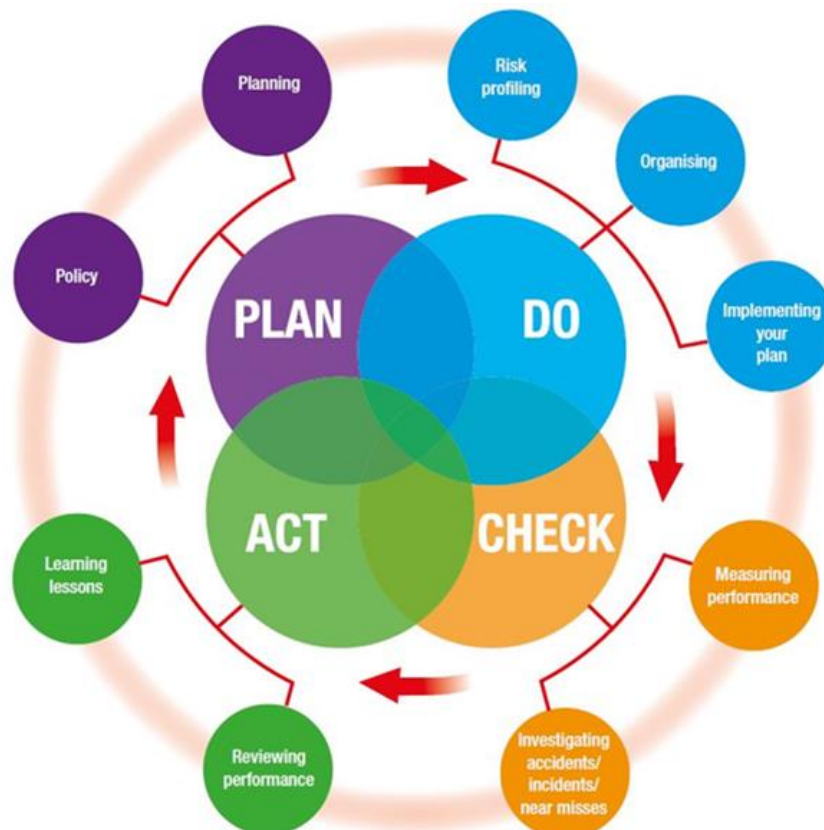 Planning
Policy
PLAN
Risk
profiling
Organising
Implementing
your
plan
DO
Measuring
performance
Investigating
accidents/
incidents/
near misses
CHECK
Reviewing
performance
Learning
lessons
ACT